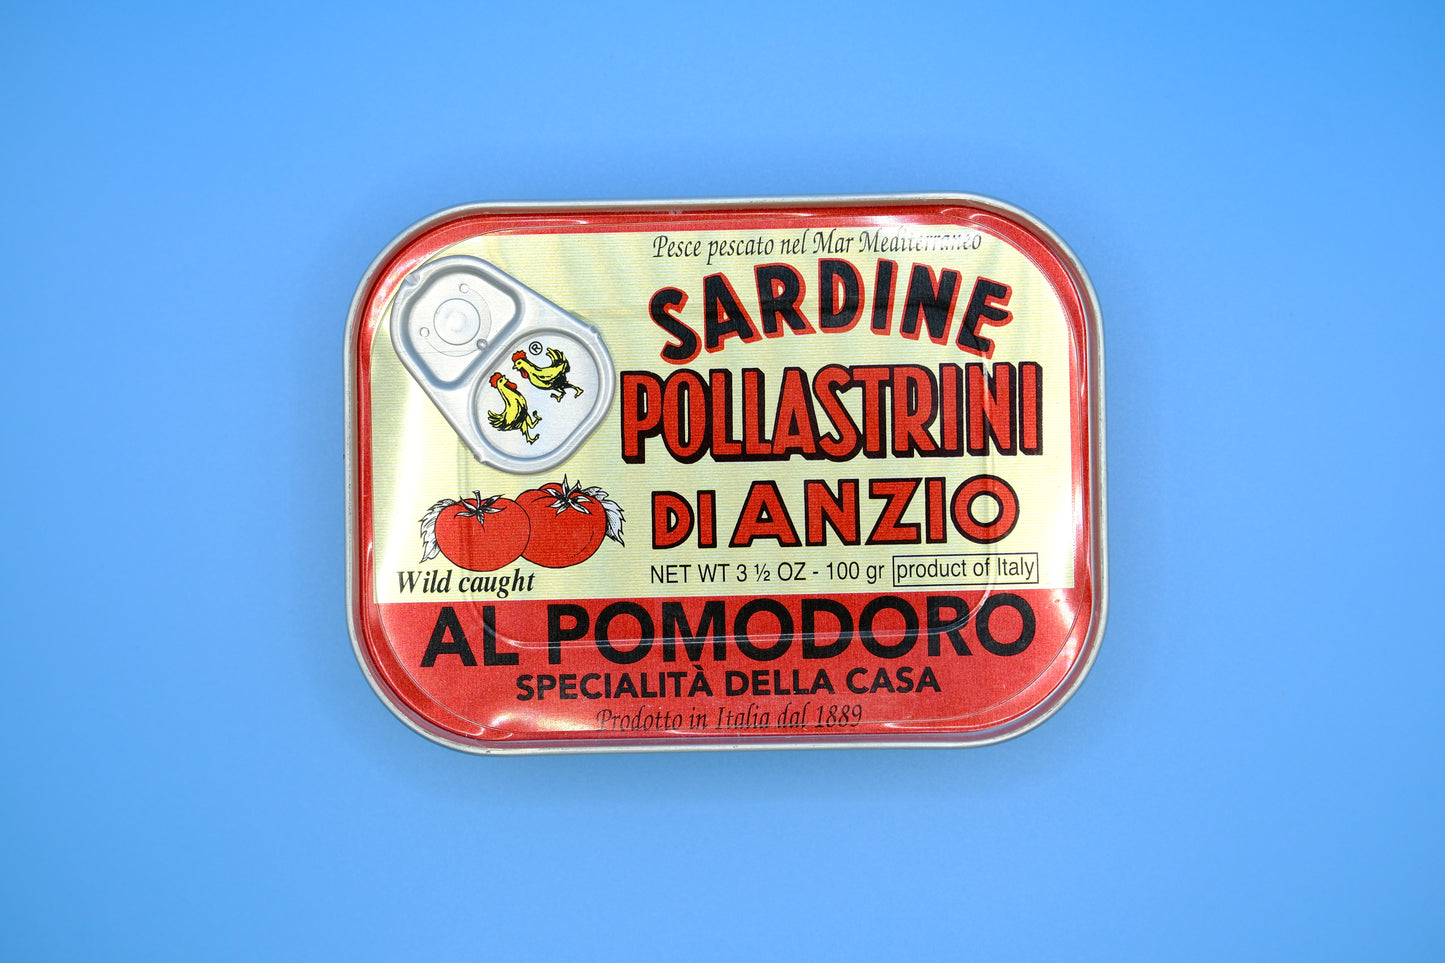 Pesce pescato nel Mar Mediterraneo
SARDINE
®
POLLASTRINI
DI ANZIO
NET WT 3 ½ OZ - 100 gr product of Italy
Wild caught
AL POMODORO
SPECIALITÀ DELLA CASA
Prodotto in Italia dal 1889